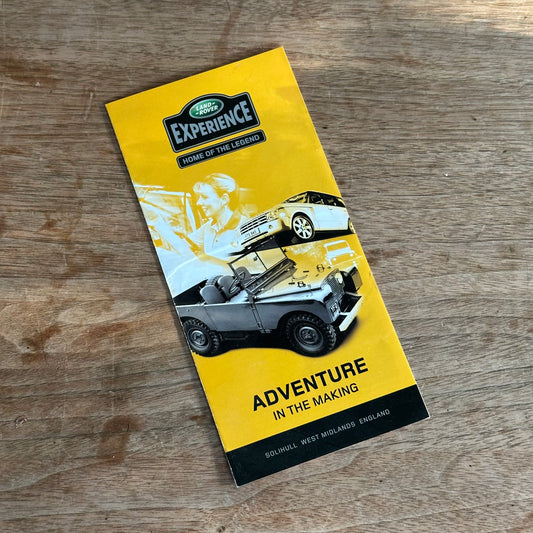 LAND-
-ROVER
EXPERIENCE
HOME OF THE LEGEND
ADVENTURE
IN THE MAKING
SOLIHULL WEST MIDLANDS ENGLAND